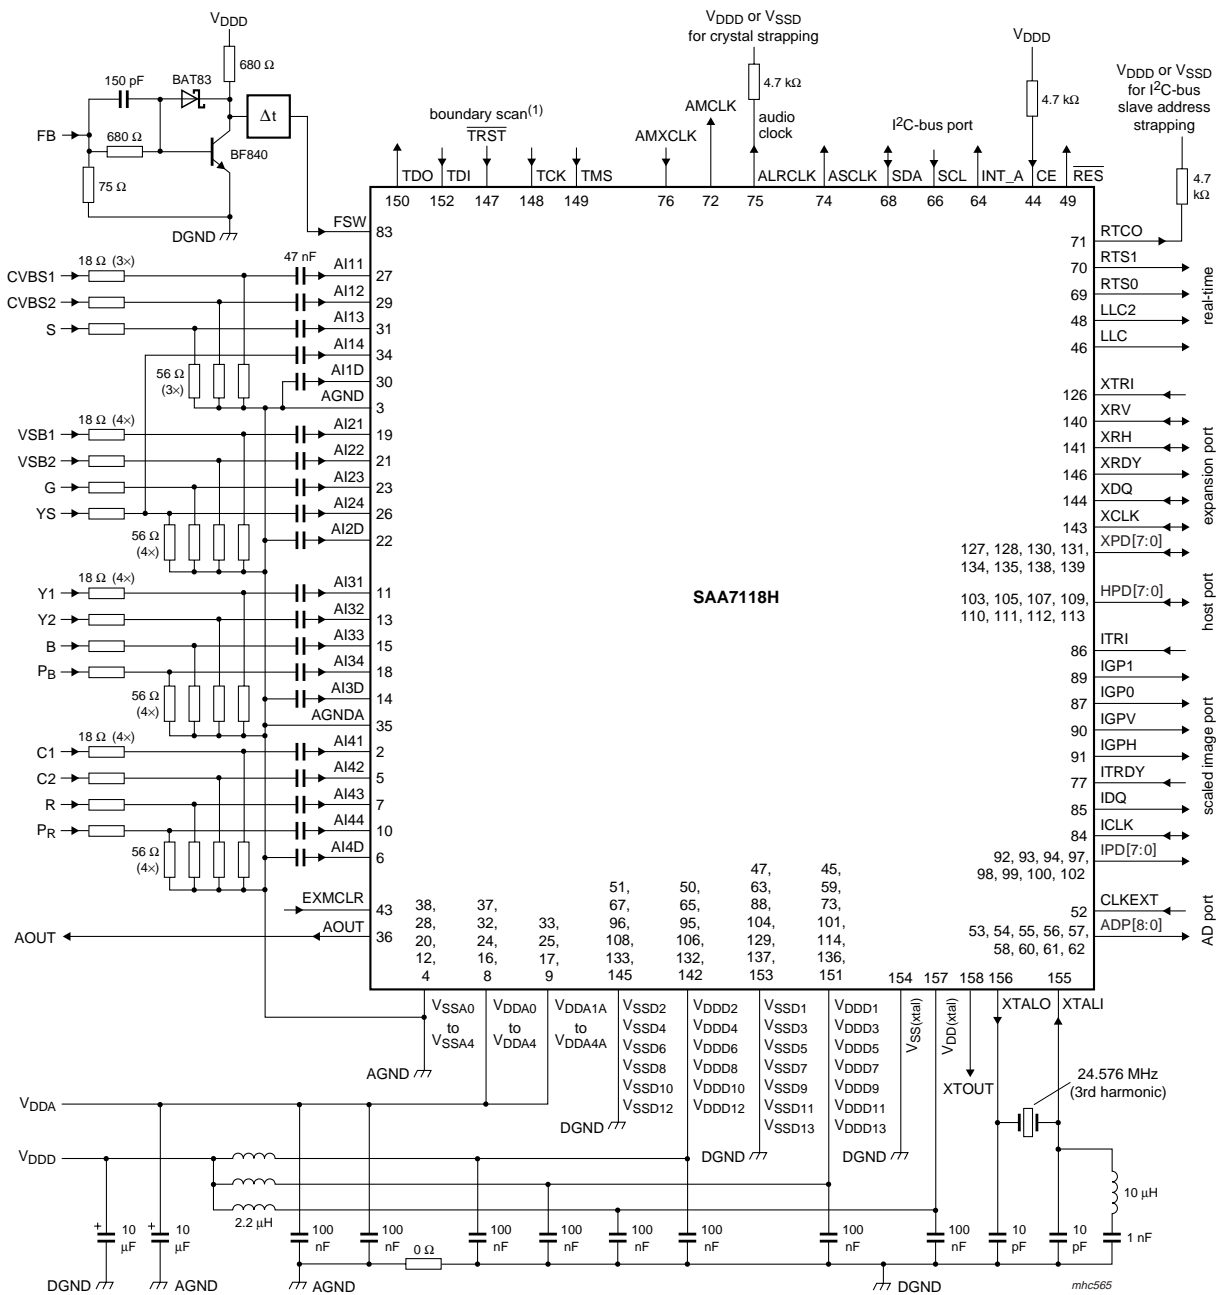 VDDD
VDDD or VSSD
for crystal strapping
VDDD
VDDD or VSSD
for I2C-bus
slave address
strapping
680 Ω
150 pF
BAT83
Δt
4.7 kΩ
4.7 kΩ
4.7
kΩ
FB
680 Ω
BF840
75 Ω
DGND
boundary scan(1)
TRST
AMXCLK
AMCLK
audio
clock
I2C-bus port
TDO
TDI
TCK
TMS
ALRCLK
ASCLK
SDA
SCL
INT_A
CE
RES
150
152
147
148
149
76
72
75
74
68
66
64
44
49
FSW
83
18 Ω (3×)
47 nF
CVBS1
AI11
27
CVBS2
AI12
29
S
AI13
31
AI14
34
56 Ω
(3×)
AI1D
30
AGND
3
18 Ω (4×)
VSB1
AI21
19
VSB2
AI22
21
G
AI23
23
YS
AI24
26
56 Ω
(4×)
AI2D
22
18 Ω (4×)
Y1
AI31
11
Y2
AI32
13
B
AI33
15
PB
AI34
18
56 Ω
(4×)
AI3D
14
AGNDA
35
18 Ω (4×)
C1
AI41
2
C2
AI42
5
R
AI43
7
PR
AI44
10
56 Ω
(4×)
AI4D
6
EXMCLR
43
AOUT
AOUT
36
SAA7118H
71
RTCO
70
RTS1
69
RTS0
48
LLC2
46
LLC
real-time
126
XTRI
140
XRV
141
XRH
146
XRDY
144
XDQ
143
XCLK
127, 128, 130, 131,
134, 135, 138, 139
XPD[7:0]
expansion port
103, 105, 107, 109,
110, 111, 112, 113
HPD[7:0]
host port
86
ITRI
89
IGP1
87
IGP0
90
IGPV
91
IGPH
77
ITRDY
85
IDQ
84
ICLK
92, 93, 94, 97,
98, 99, 100, 102
IPD[7:0]
scaled image port
52
CLKEXT
53, 54, 55, 56, 57,
58, 60, 61, 62
ADP[8:0]
AD port
38,
28,
20,
12,
4
37,
32,
24,
16,
8
33,
25,
17,
9
51,
67,
96,
108,
133,
145
50,
65,
95,
106,
132,
142
47,
63,
88,
104,
129,
137,
153
45,
59,
73,
101,
114,
136,
151
154
157
158
156
155
VSSA0
to
VSSA4
VDDA0
to
VDDA4
VDDA1A
to
VDDA4A
VSSD2
VSSD4
VSSD6
VSSD8
VSSD10
VSSD12
VDDD2
VDDD4
VDDD6
VDDD8
VDDD10
VDDD12
VSSD1
VSSD3
VSSD5
VSSD7
VSSD9
VSSD11
VSSD13
VDDD1
VDDD3
VDDD5
VDDD7
VDDD9
VDDD11
VDDD13
VSS(xtal)
VDD(xtal)
XTOUT
XTALO
XTALI
24.576 MHz
(3rd harmonic)
AGND
DGND
DGND
DGND
VDDA
VDDD
2.2 μH
10 μH
+
10
μF
+
10
μF
100
nF
100
nF
100
nF
100
nF
100
nF
100
nF
100
nF
100
nF
10
pF
10
pF
1 nF
0 Ω
DGND
AGND
AGND
DGND
mhc565